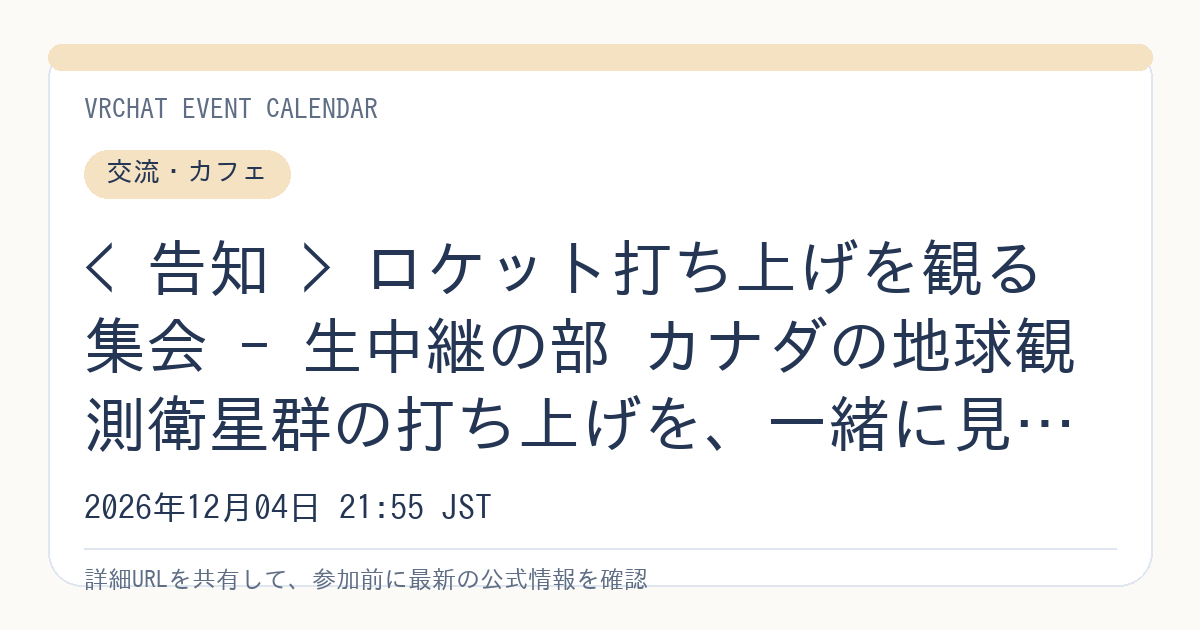 VRCHAT EVENT CALENDAR
交流・カフェ
< 告知 > ロケット打ち上げを観る
集会 - 生中継の部 カナダの地球観
測衛星群の打ち上げを、一緒に見…
2026年12月04日 21:55 JST
詳細URLを共有して、参加前に最新の公式情報を確認